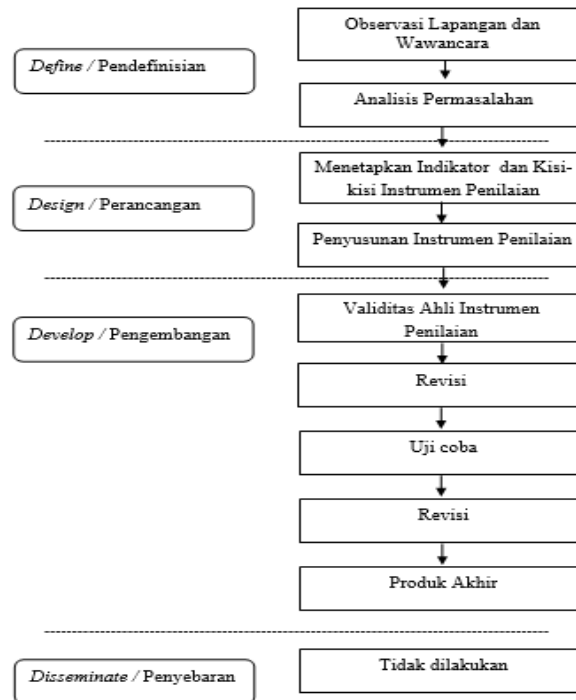 Observasi Lapangan dan
Wawancara
Define / Pendefinisian
Analisis Permasalahan
Menetapkan Indikator dan Kisi-
kisi Instrumen Penilaian
Design / Perancangan
Penyusunan Instrumen Penilaian
Validitas Ahli Instrumen
Penilaian
Develop / Pengembangan
Revisi
Uji coba
Revisi
Produk Akhir
Disseminate / Penyebaran
Tidak dilakukan